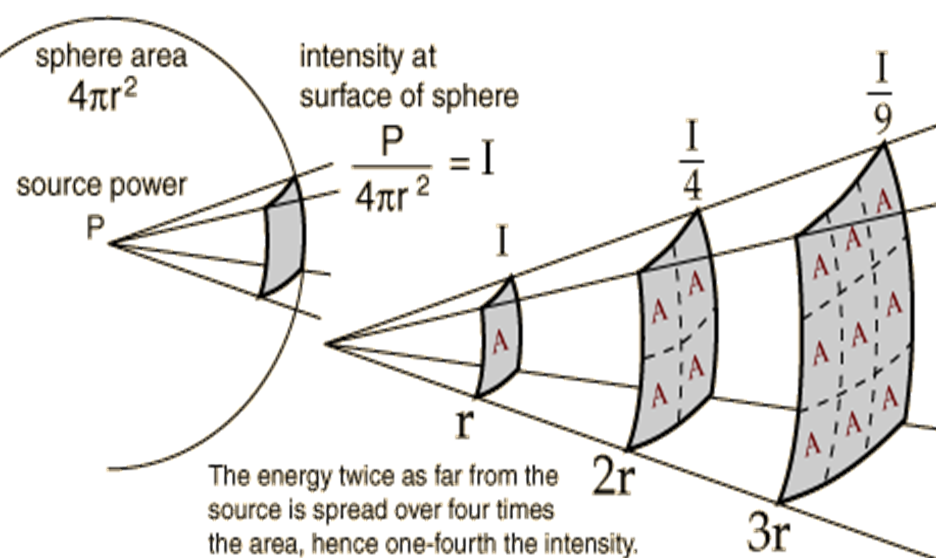 sphere area
4πr²
source power
P
intensity at
surface of sphere
P
4πr²
= I
I
I
4
I
9
A
A
A
A
A
A
A
A
A
A
A
A
A
A
r
2r
3r
The energy twice as far from the
source is spread over four times
the area, hence one-fourth the intensity.